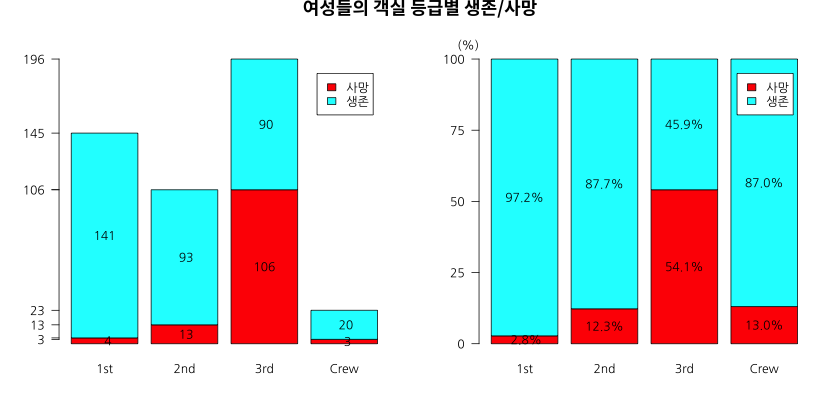 여성들의 객실 등급별 생존/사망
196
145
106
23
13
3
141
4
93
13
90
106
20
3
사망
생존
1st
2nd
3rd
Crew
(%)
100
75
50
25
0
97.2%
2.8%
87.7%
12.3%
45.9%
54.1%
87.0%
13.0%
사망
생존
1st
2nd
3rd
Crew